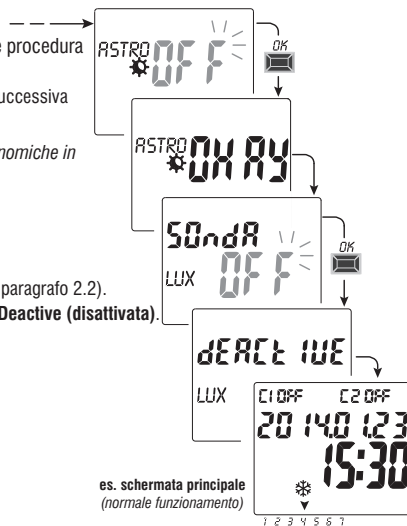 e procedura
ASTRO OFF
OK
uccessiva
ASTRO OKAY
nomiche in
SOndA
LUX OFF
OK
paragrafo 2.2).
Deactive (disattivata).
dEACtIVE
LUX
C1 OFF C2 OFF
2014.01.23
15:30
es. schermata principale
(normale funzionamento)
1 2 3 4 5 6 7